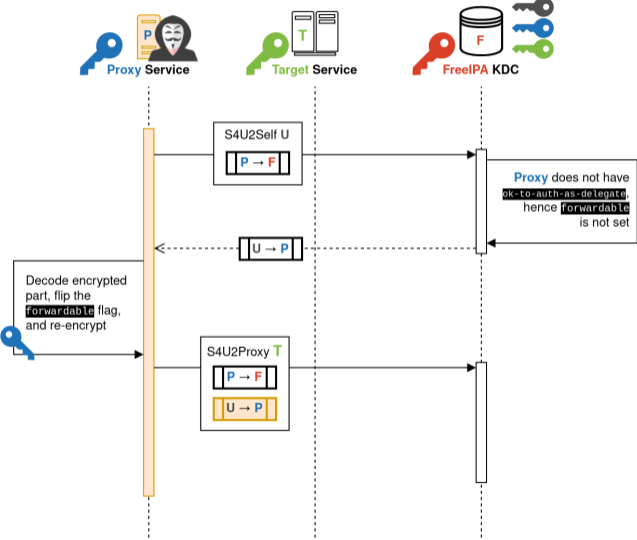 P
T
F
Proxy Service
Target Service
FreeIPA KDC
S4U2Self U
P → F
Proxy does not have
ok-to-auth-as-delegate,
hence forwardable
is not set
U → P
Decode encrypted
part, flip the
forwardable flag,
and re-encrypt
S4U2Proxy T
P → F
U → P